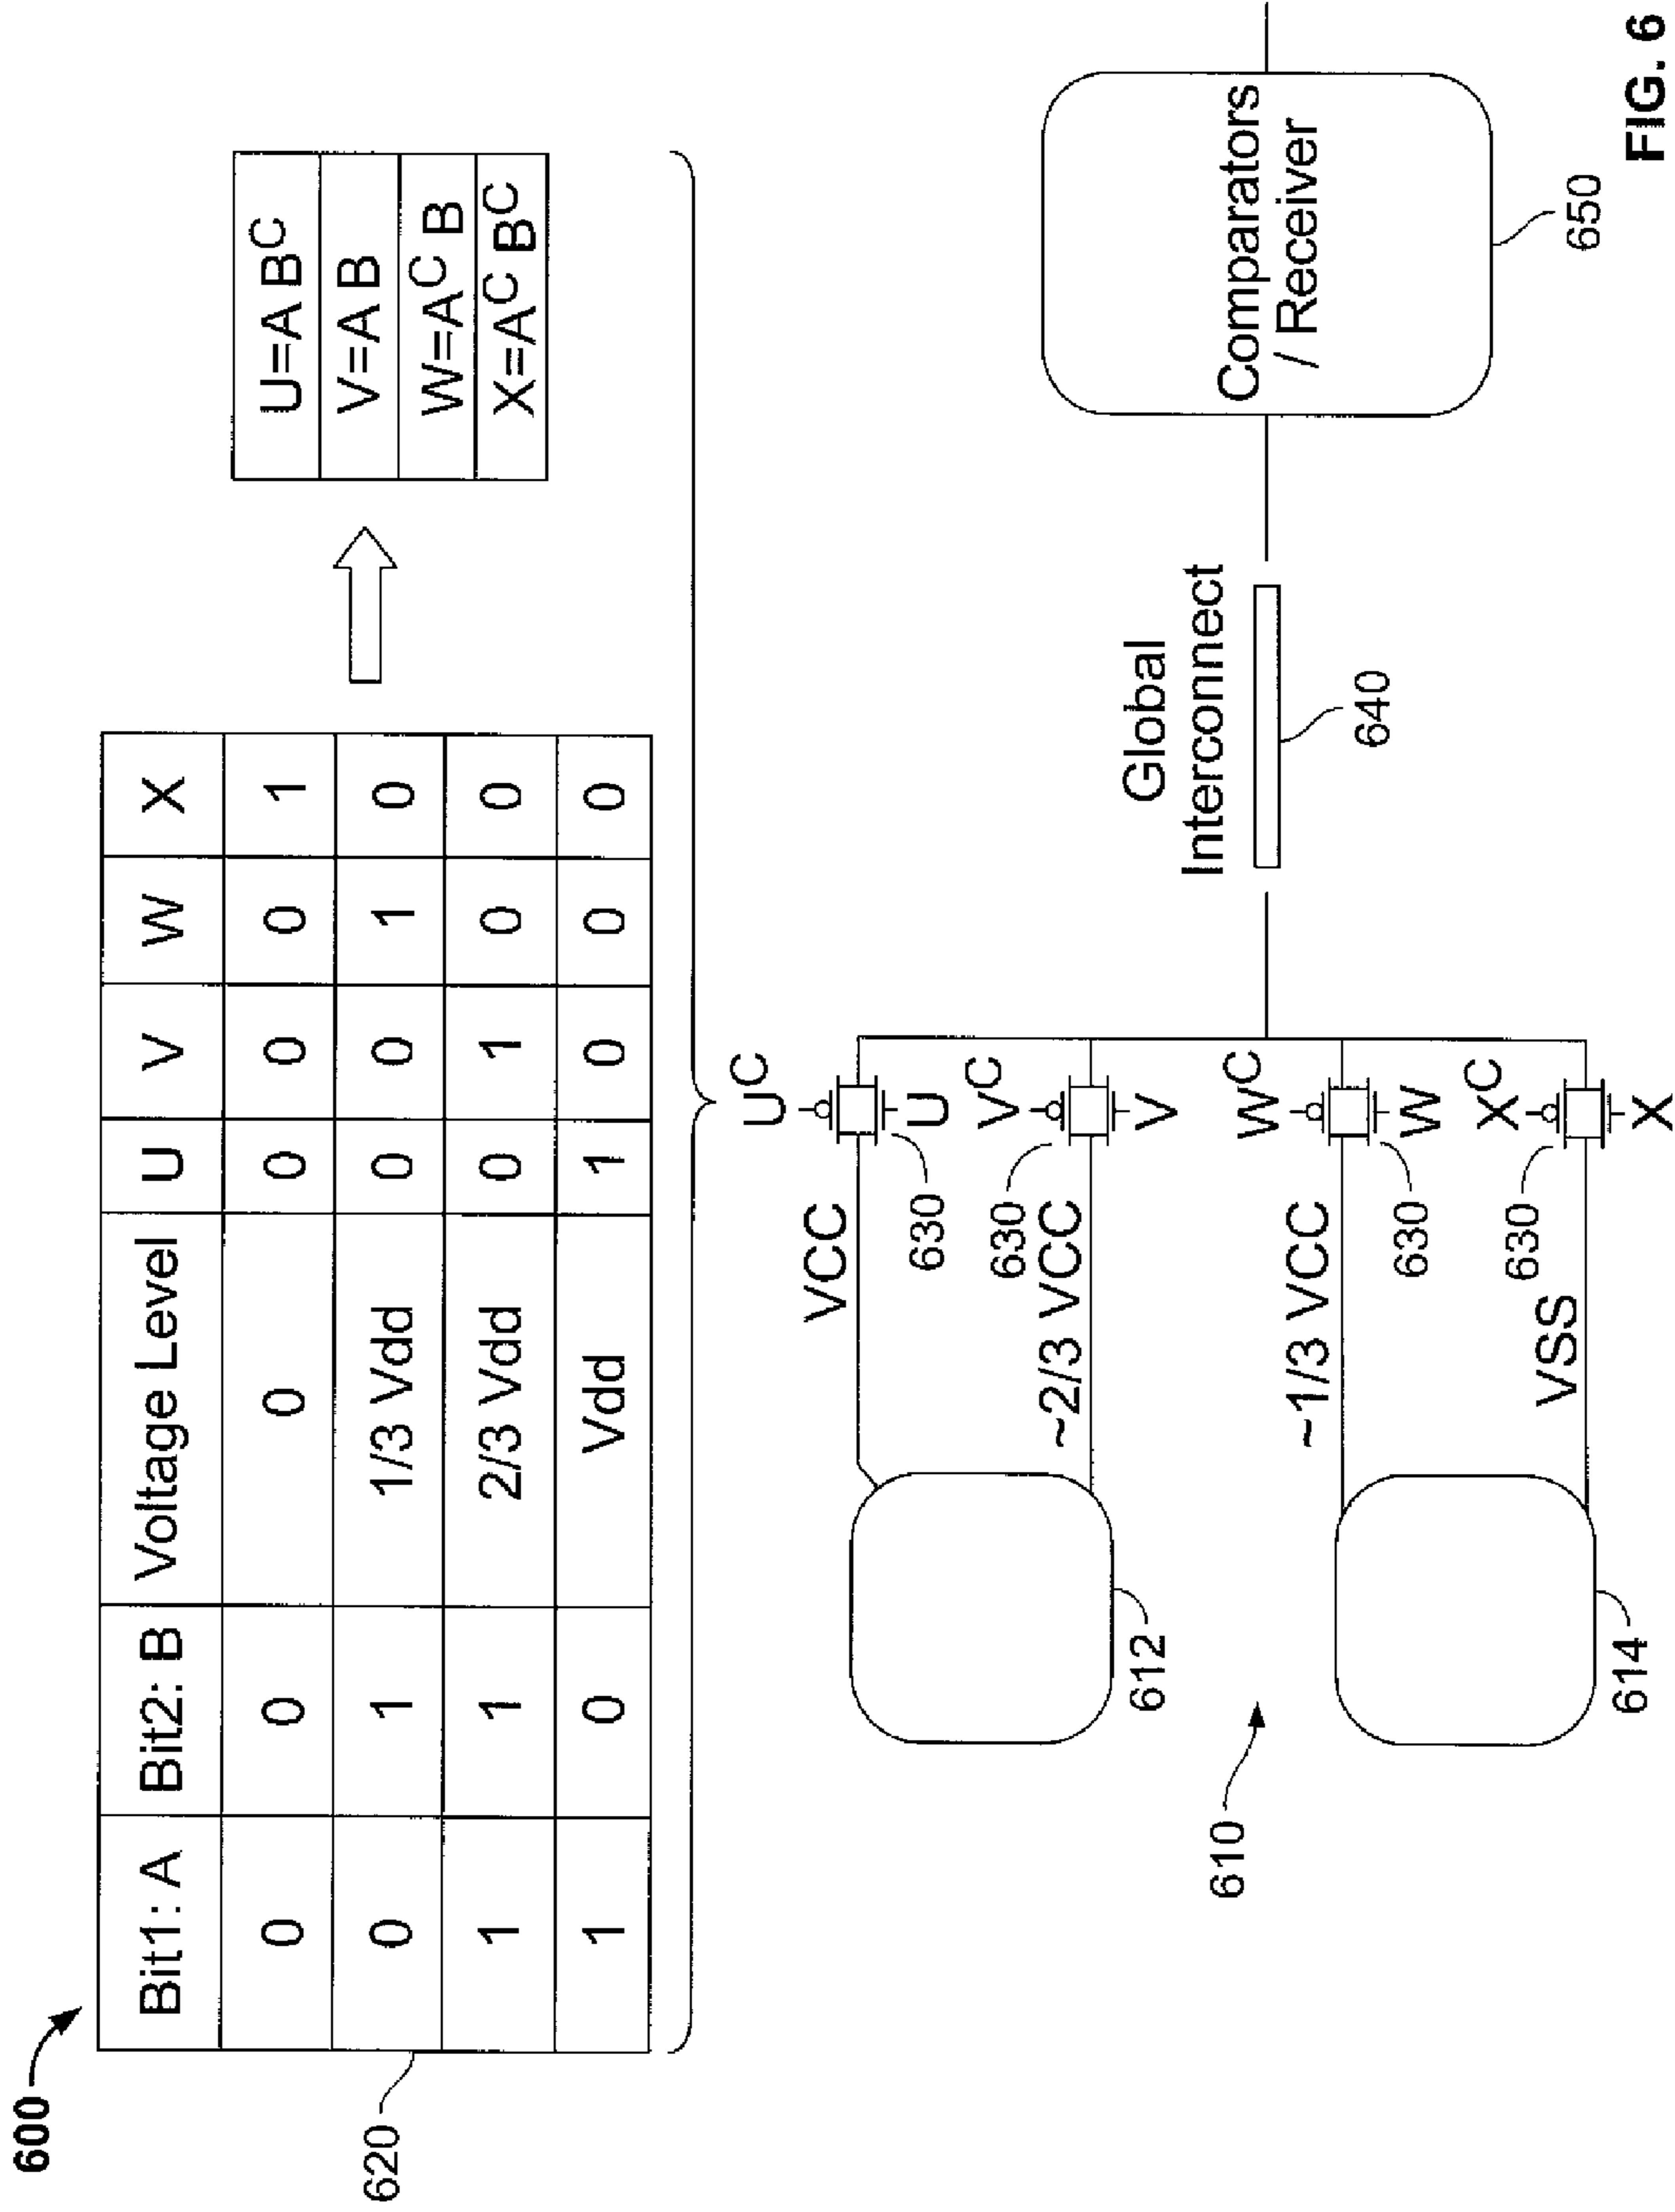 600
Bit1: A Bit2: B Voltage Level U V W X
0 0 0 0 0 0 1
0 1 1/3 Vdd 0 0 1 0
1 1 2/3 Vdd 0 1 0 0
1 0 Vdd 1 0 0 0
620
U=A B^C
V=A B
W=A^C B
X=A^C B^C
U^C
VCC
U
630
V^C
630
~2/3 VCC
V
612
610
W^C
~1/3 VCC
W
630
X^C
630
VSS
X
614
Global
Interconnect
640
Comparators
/ Receiver
650
FIG. 6